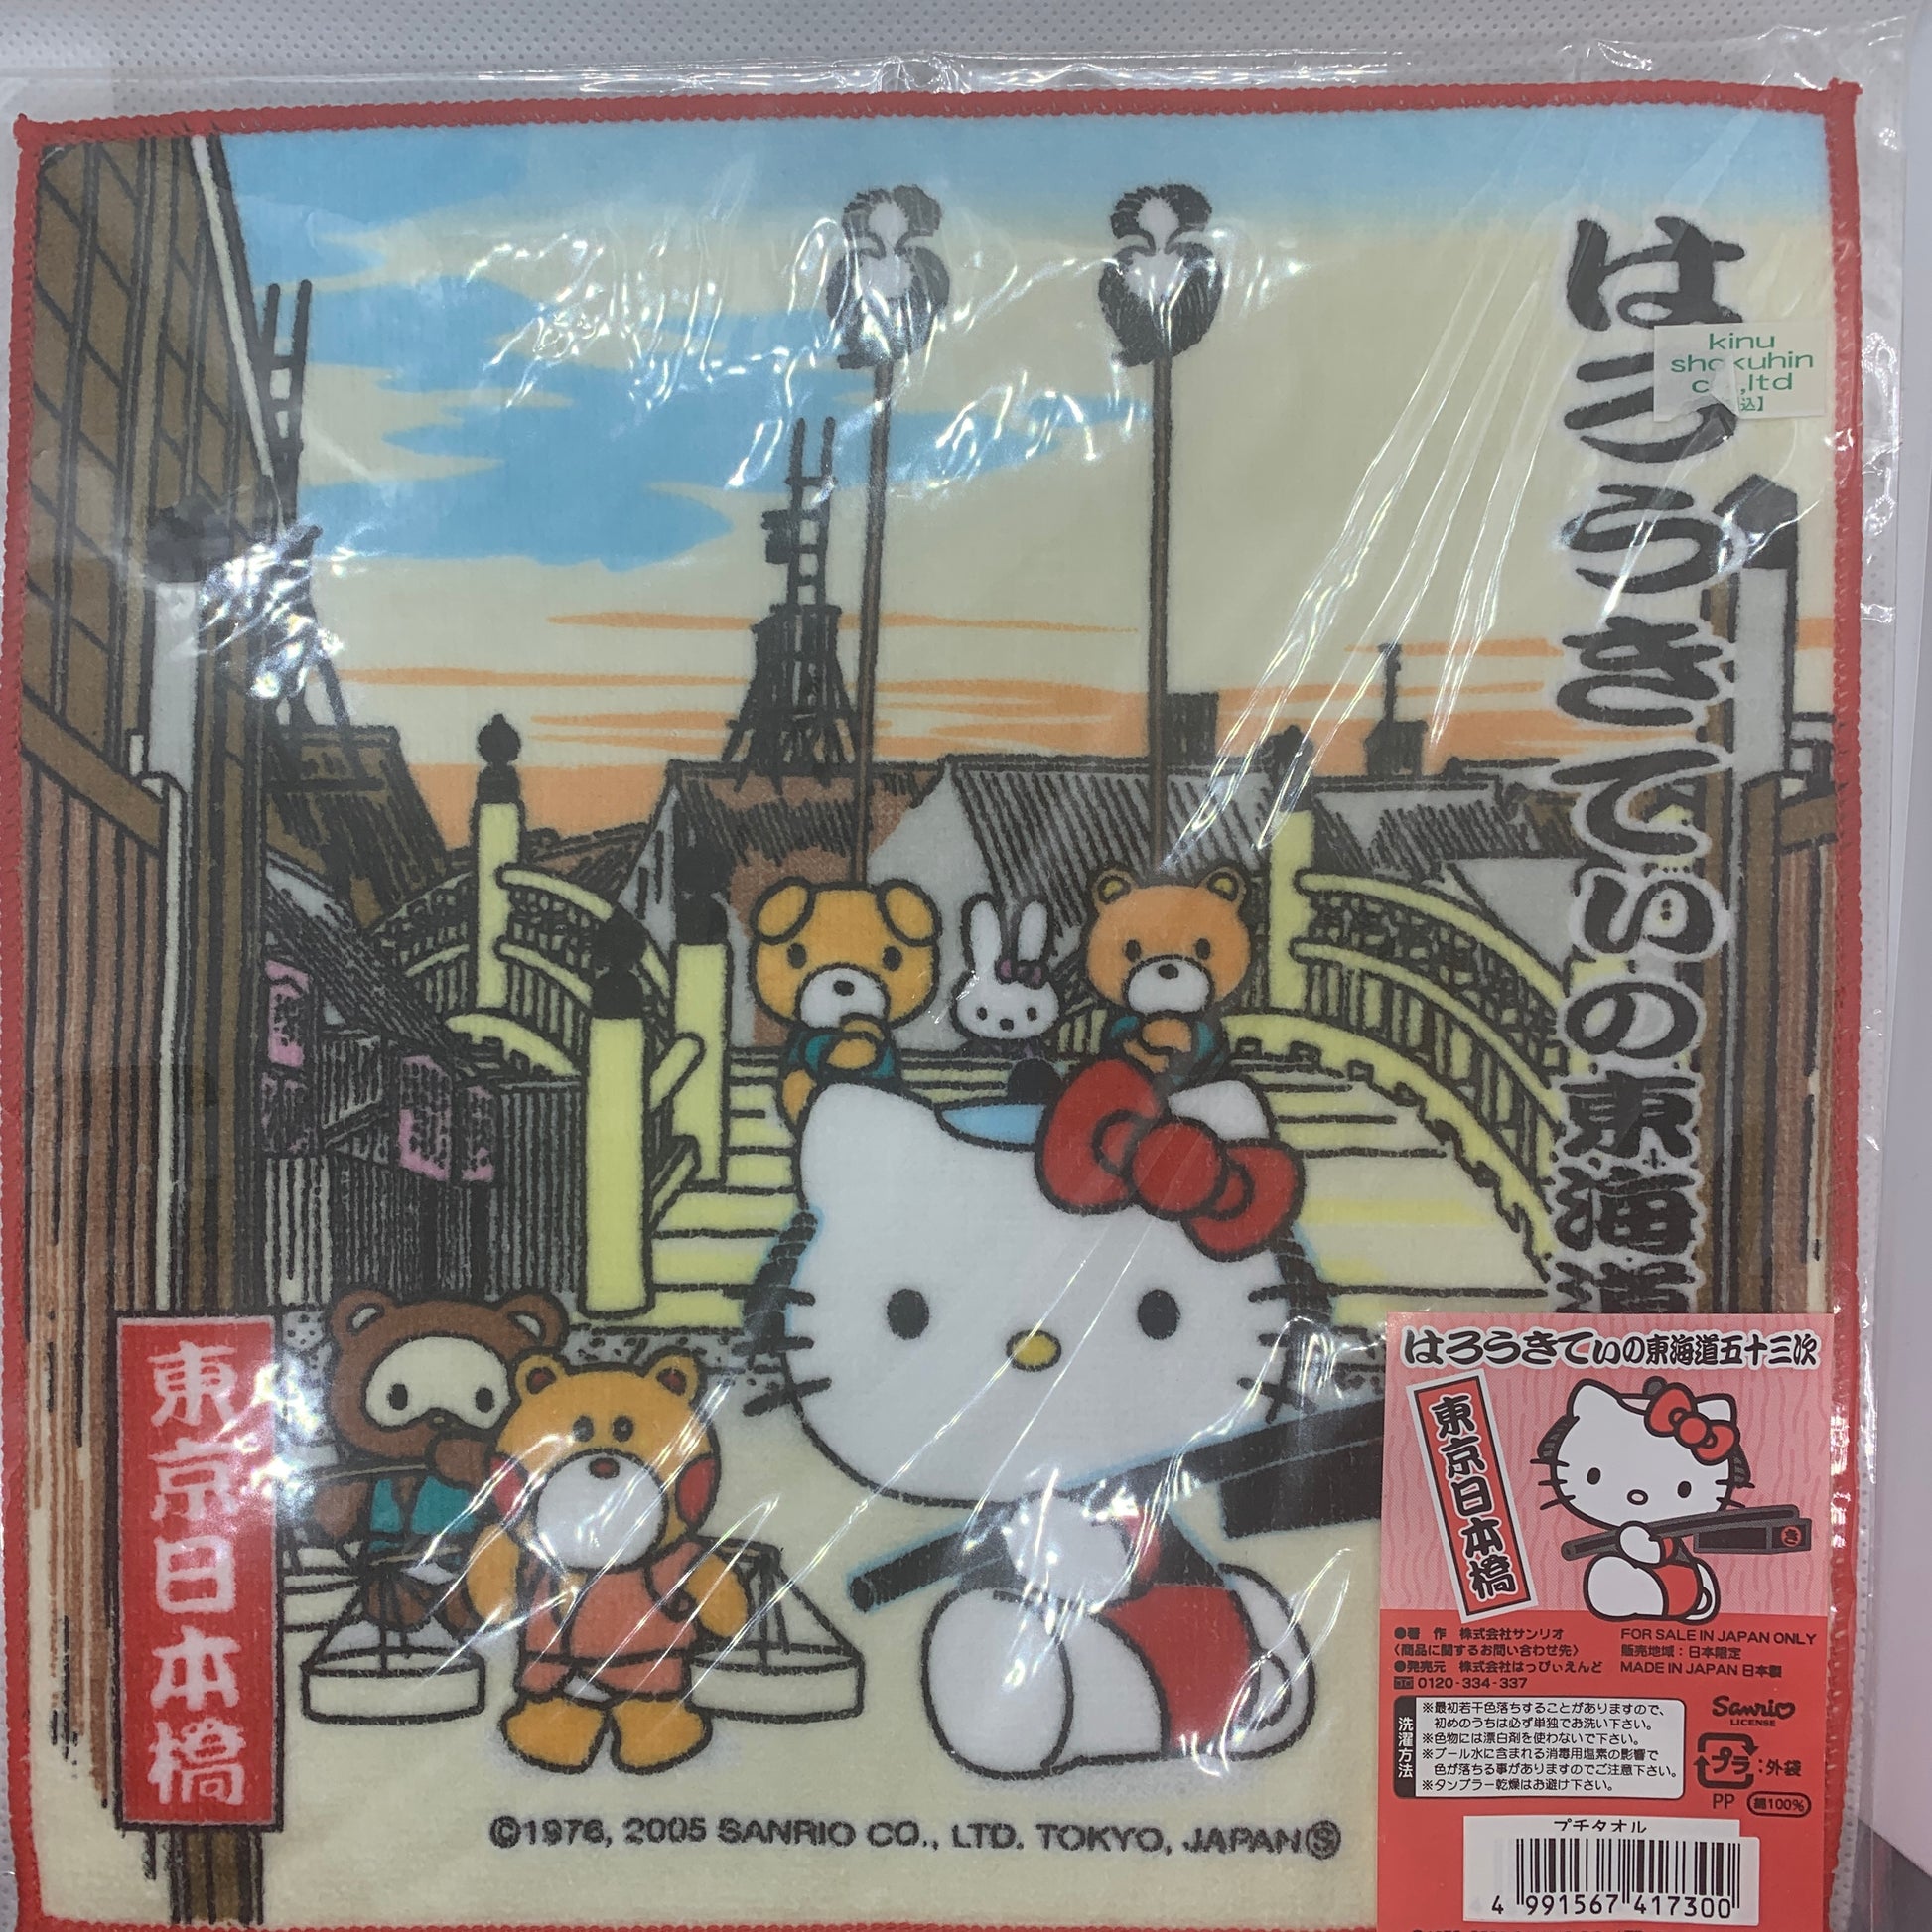 はろうきていの東海道
kinu
shokuhin
co.,ltd
込】
東京日本橋
©1976, 2005 SANRIO CO., LTD. TOKYO, JAPAN Ⓢ
はろうきていの東海道五十三次
東京日本橋
●著 作 株式会社サンリオ
〈商品に関するお問い合わせ先〉
●発売元 株式会社はっぴぃえんど
0120-334-337
FOR SALE IN JAPAN ONLY
販売地域：日本限定
MADE IN JAPAN 日本製
洗濯方法
※最初若干色落ちすることがありますので、
初めのうちは必ず単独でお洗い下さい。
※色物には漂白剤を使わないで下さい。
※プール水に含まれる消毒用塩素の影響で
色が落ちる事がありますのでご注意下さい。
※タンブラー乾燥はお避け下さい。
Sanrio
LICENSE
プラ：外袋
PP 綿100%
プチタオル
4 991567 417300